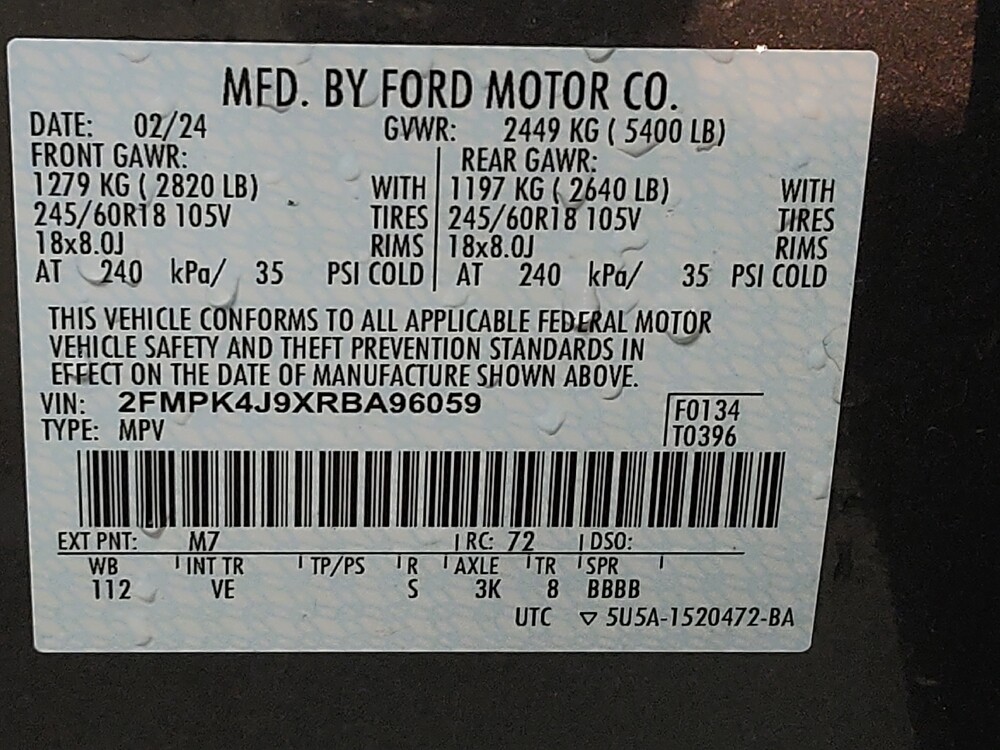 MFD. BY FORD MOTOR CO.
DATE: 02/24 GVWR: 2449 KG ( 5400 LB)
FRONT GAWR: REAR GAWR:
1279 KG ( 2820 LB) WITH 1197 KG ( 2640 LB) WITH
245/60R18 105V TIRES 245/60R18 105V TIRES
18x8.0J RIMS 18x8.0J RIMS
AT 240 kPa/ 35 PSI COLD AT 240 kPa/ 35 PSI COLD
THIS VEHICLE CONFORMS TO ALL APPLICABLE FEDERAL MOTOR
VEHICLE SAFETY AND THEFT PREVENTION STANDARDS IN
EFFECT ON THE DATE OF MANUFACTURE SHOWN ABOVE.
VIN: 2FMPK4J9XRBA96059 F0134
TYPE: MPV T0396
EXT PNT: M7 RC: 72 DSO:
WB INT TR TP/PS R AXLE TR SPR
112 VE S 3K 8 BBBB
UTC ▽ 5U5A-1520472-BA